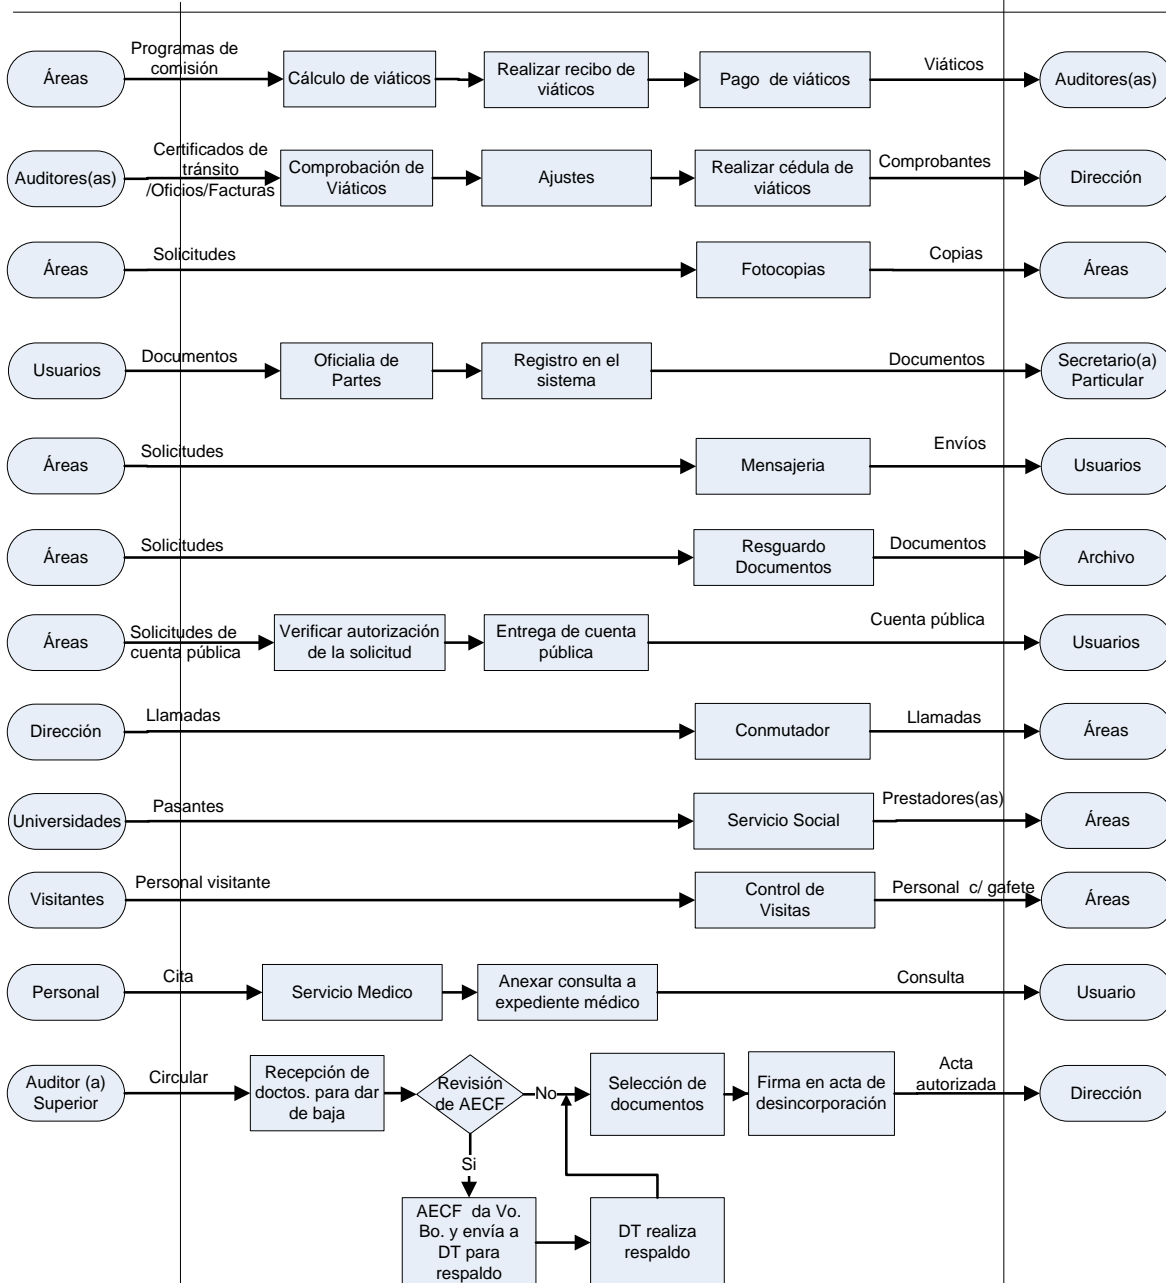 Áreas
Programas de
comisión
Cálculo de viáticos
Realizar recibo de
viáticos
Pago de viáticos
Viáticos
Auditores(as)
Auditores(as)
Certificados de
tránsito
/Oficios/Facturas
Comprobación de
Viáticos
Ajustes
Realizar cédula de
viáticos
Comprobantes
Dirección
Áreas
Solicitudes
Fotocopias
Copias
Áreas
Usuarios
Documentos
Oficialia de
Partes
Registro en el
sistema
Documentos
Secretario(a)
Particular
Áreas
Solicitudes
Mensajeria
Envíos
Usuarios
Áreas
Solicitudes
Resguardo
Documentos
Documentos
Archivo
Áreas
Solicitudes de
cuenta pública
Verificar autorización
de la solicitud
Entrega de cuenta
pública
Cuenta pública
Usuarios
Dirección
Llamadas
Conmutador
Llamadas
Áreas
Universidades
Pasantes
Servicio Social
Prestadores(as)
Áreas
Visitantes
Personal visitante
Control de
Visitas
Personal c/ gafete
Áreas
Personal
Cita
Servicio Medico
Anexar consulta a
expediente médico
Consulta
Usuario
Auditor (a)
Superior
Circular
Recepción de
doctos. para dar
de baja
Revisión
de AECF
No
Selección de
documentos
Firma en acta de
desincorporación
Acta
autorizada
Dirección
Si
AECF da Vo.
Bo. y envía a
DT para
respaldo
DT realiza
respaldo